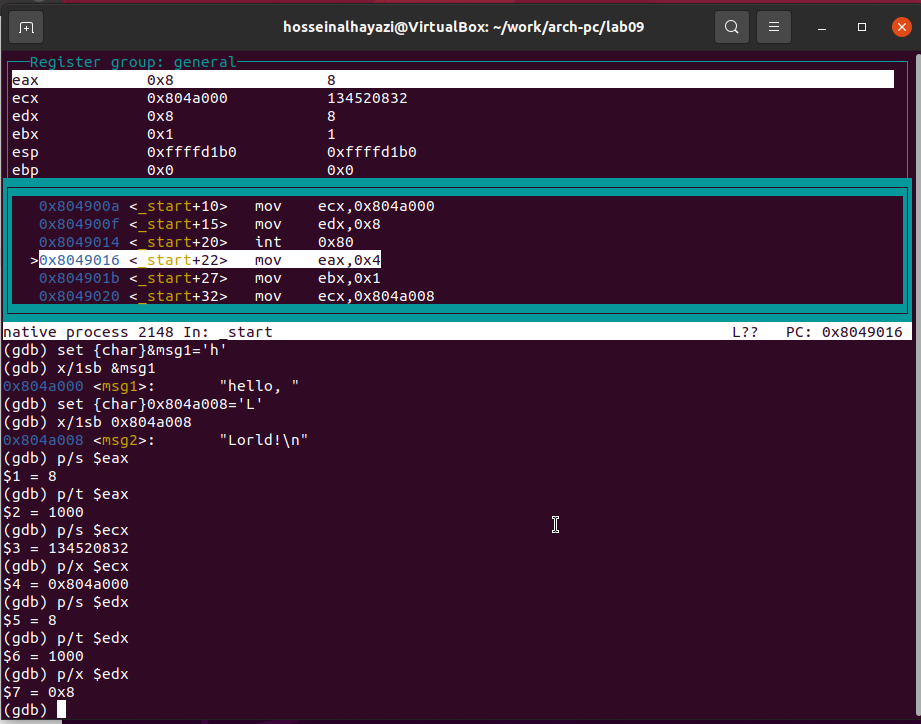 hosseinalhayazi@VirtualBox: ~/work/arch-pc/lab09
Register group: general
eax 0x8 8
ecx 0x804a000 134520832
edx 0x8 8
ebx 0x1 1
esp 0xffffd1b0 0xffffd1b0
ebp 0x0 0x0
0x804900a <_start+10> mov ecx,0x804a000
0x804900f <_start+15> mov edx,0x8
0x8049014 <_start+20> int 0x80
>0x8049016 <_start+22> mov eax,0x4
0x804901b <_start+27> mov ebx,0x1
0x8049020 <_start+32> mov ecx,0x804a008
native process 2148 In: _start L?? PC: 0x8049016
(gdb) set {char}&msg1='h'
(gdb) x/1sb &msg1
0x804a000 <msg1>: "hello, "
(gdb) set {char}0x804a008='L'
(gdb) x/1sb 0x804a008
0x804a008 <msg2>: "Lorld!\n"
(gdb) p/s $eax
$1 = 8
(gdb) p/t $eax
$2 = 1000
(gdb) p/s $ecx
$3 = 134520832
(gdb) p/x $ecx
$4 = 0x804a000
(gdb) p/s $edx
$5 = 8
(gdb) p/t $edx
$6 = 1000
(gdb) p/x $edx
$7 = 0x8
(gdb)